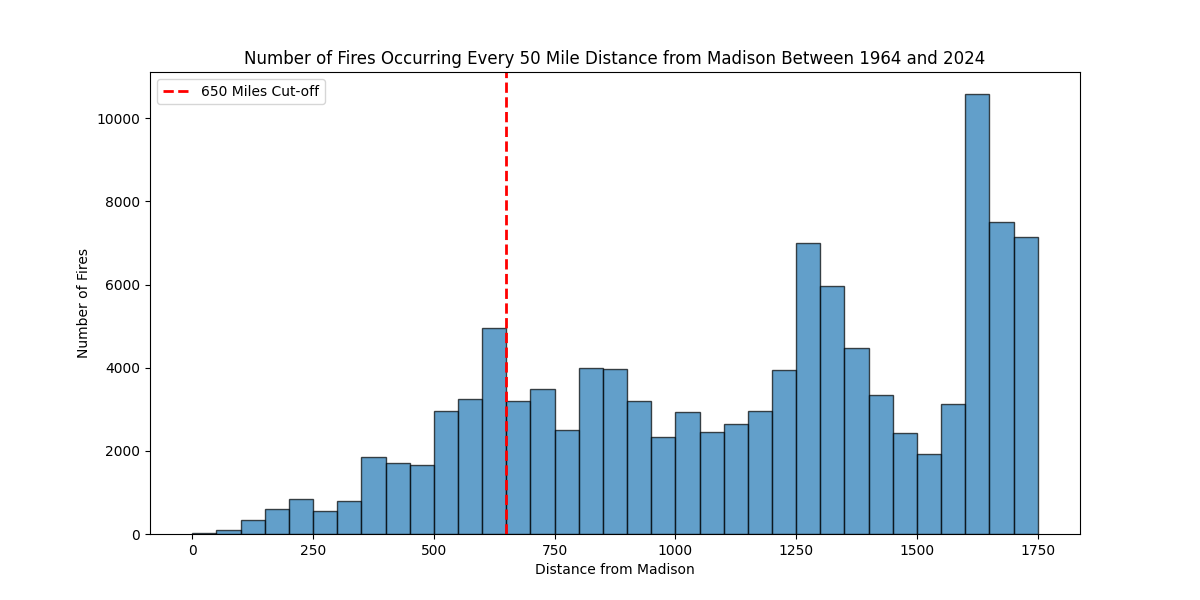 Number of Fires Occurring Every 50 Mile Distance from Madison Between 1964 and 2024
650 Miles Cut-off
10000
8000
6000
4000
2000
0
Number of Fires
0 250 500 750 1000 1250 1500 1750
Distance from Madison